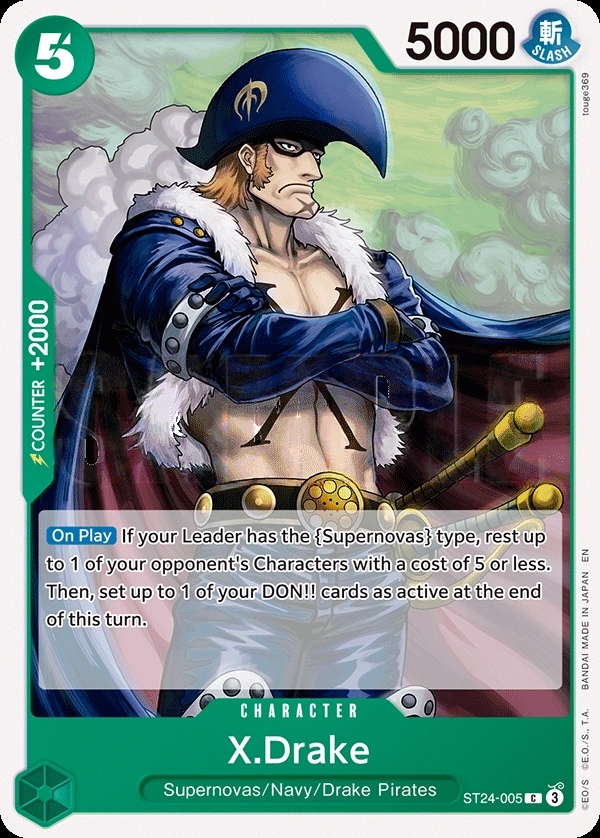 5
5000
斬
SLASH
touge369
COUNTER +2000
SAMPLE
On Play If your Leader has the {Supernovas} type, rest up
to 1 of your opponent's Characters with a cost of 5 or less.
Then, set up to 1 of your DON!! cards as active at the end
of this turn.
CHARACTER
X.Drake
Supernovas/Navy/Drake Pirates
ST24-005 C 3
©E.O/S ©E.O./S., T.A. BANDAI MADE IN JAPAN EN